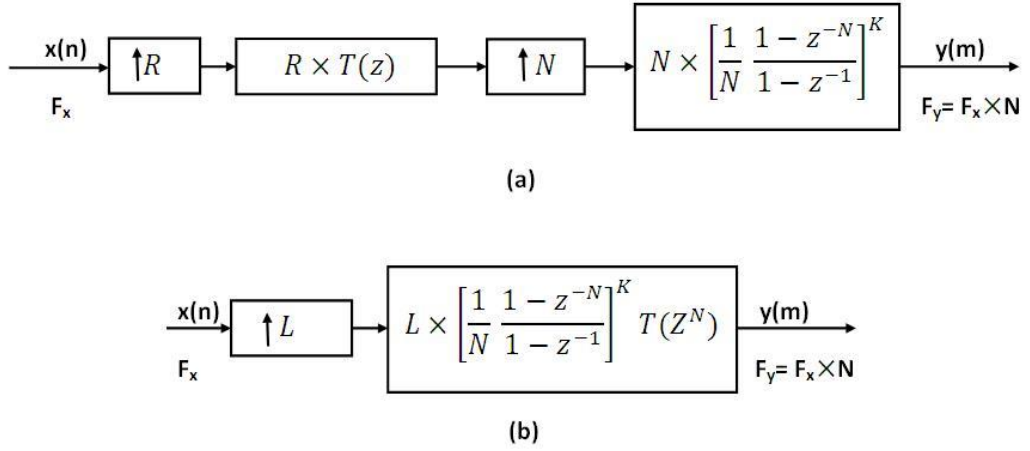 x(n)
F_x
↑R
R × T(z)
↑ N
N × [1/N (1 − z^{−N})/(1 − z^{−1})]^K
y(m)
F_y= F_x×N
(a)
x(n)
F_x
↑ L
L × [1/N (1 − z^{−N})/(1 − z^{−1})]^K T(Z^N)
y(m)
F_y= F_x×N
(b)